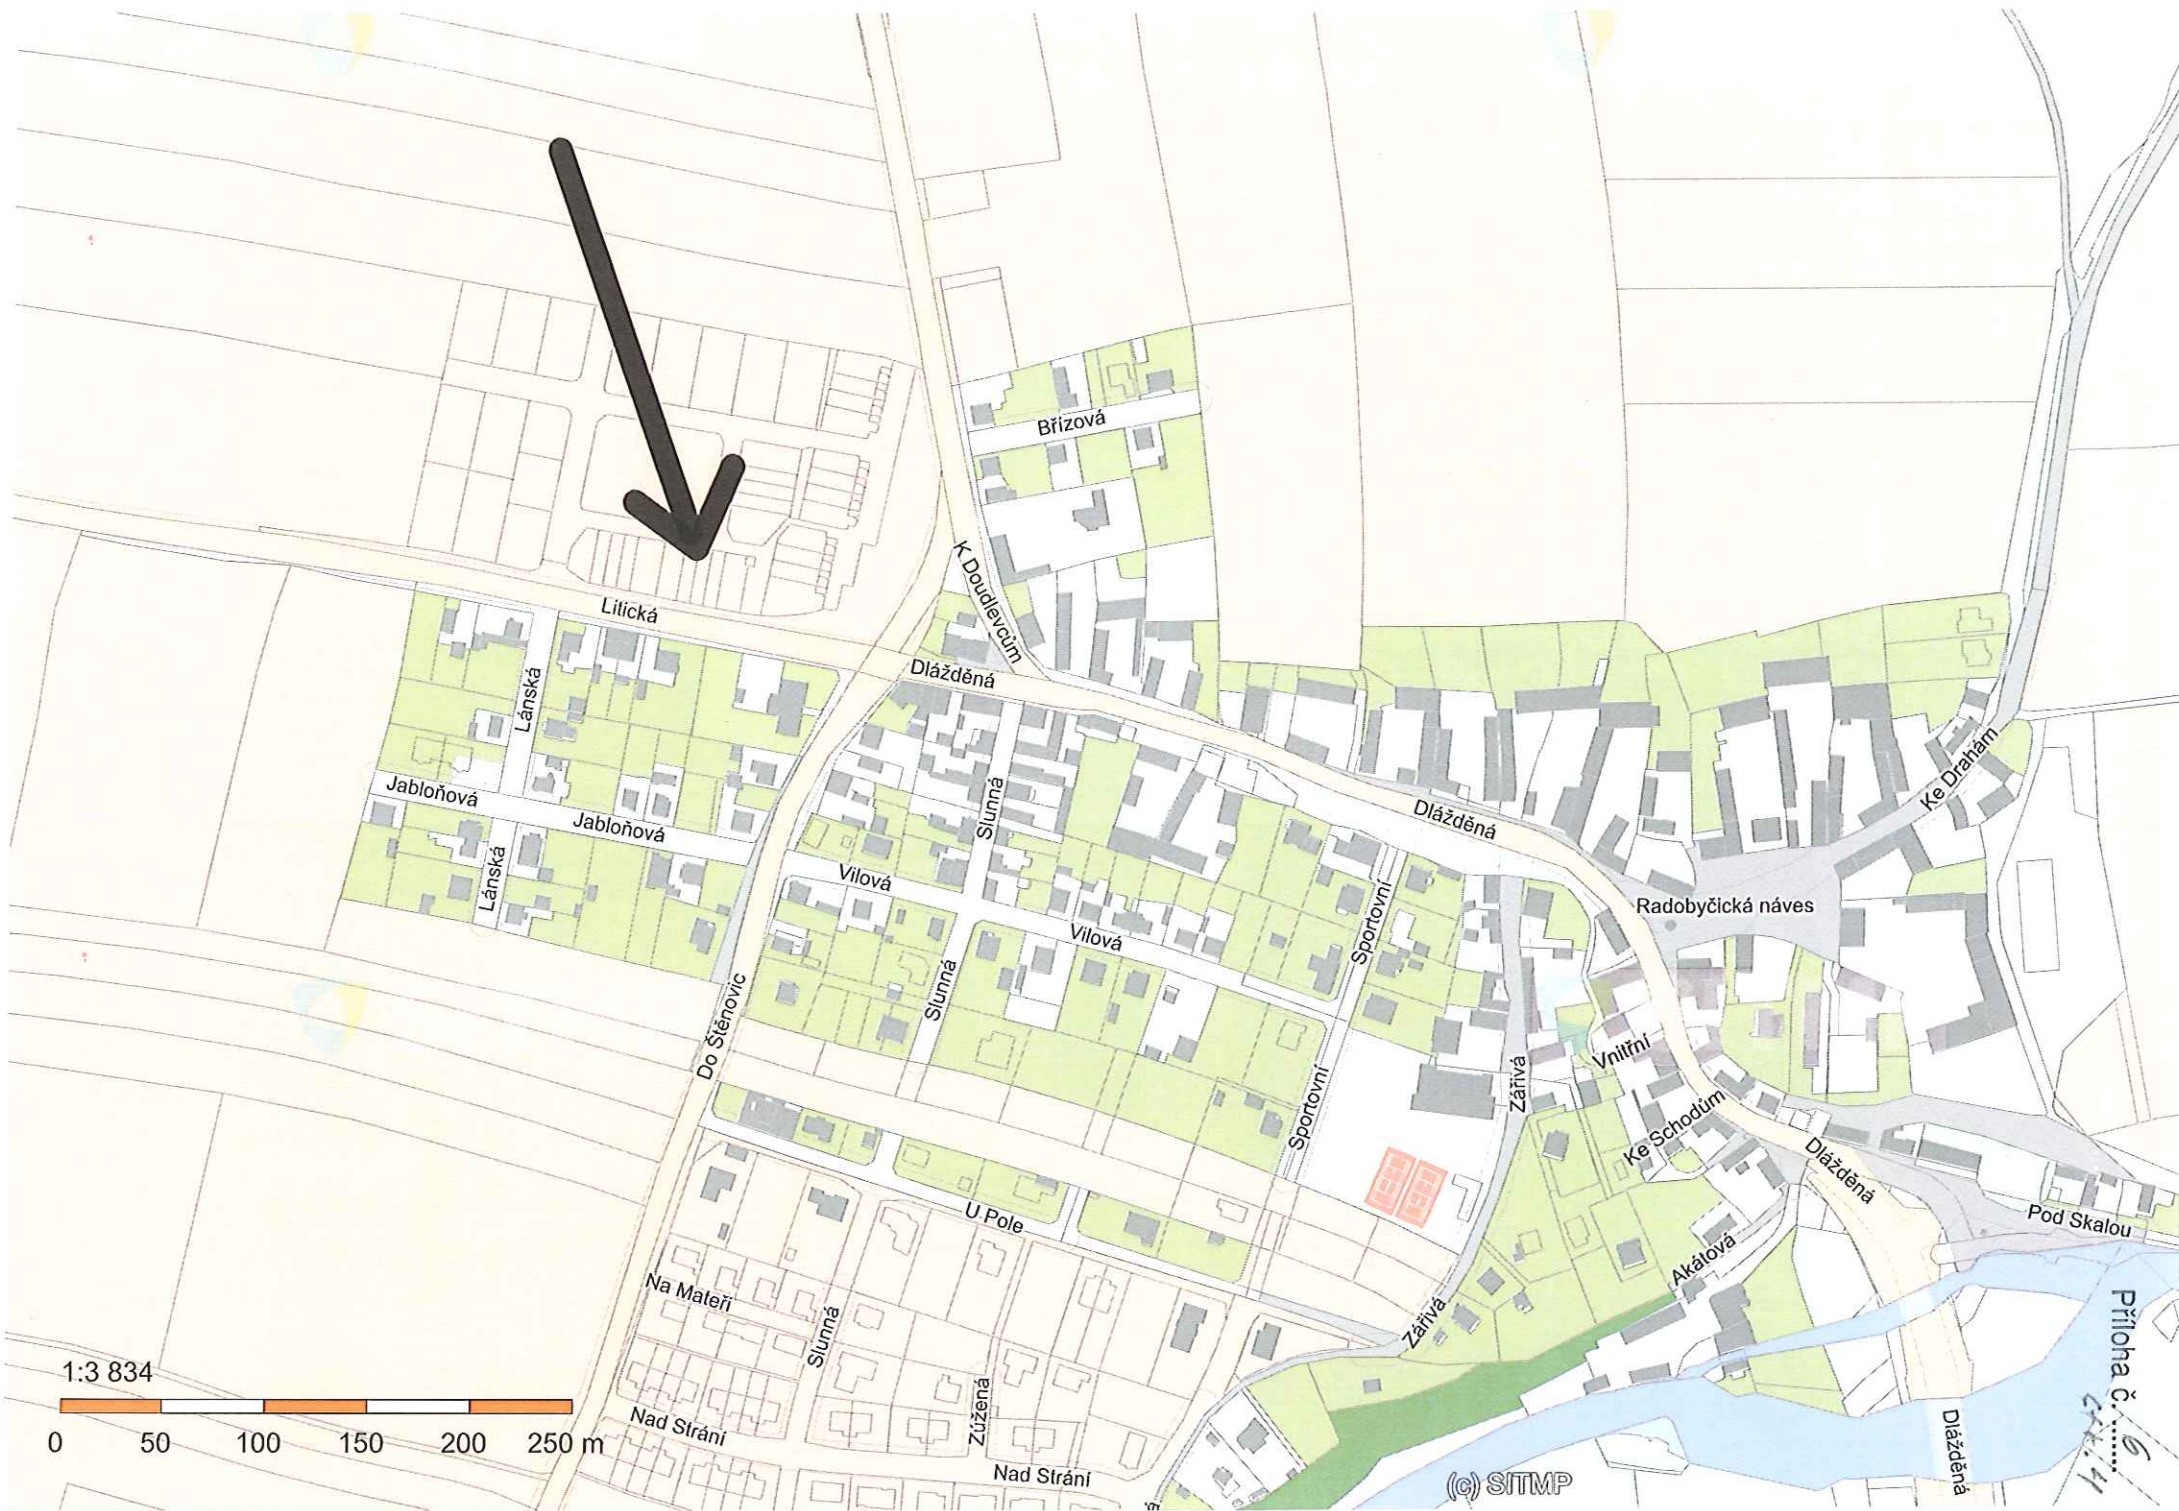 Břízová
K Doudlevcům
Litická
Dlážděná
Lánská
Slunná
Ke Drahám
Jabloňová
Jabloňová
Dlážděná
Vilová
Lánská
Sportovní
Radobyčická náves
Vilová
Slunná
Do Štěnovic
Vnitřní
Zářivá
Sportovní
Ke Schodům
Dlážděná
U Pole
Pod Skalou
Akátová
Na Mateři
Slunná
Zářivá
1:3 834
Zúžená
Nad Strání
0 50 100 150 200 250 m
Nad Strání
Dlážděná
(c) SITMP
Příloha č. 6